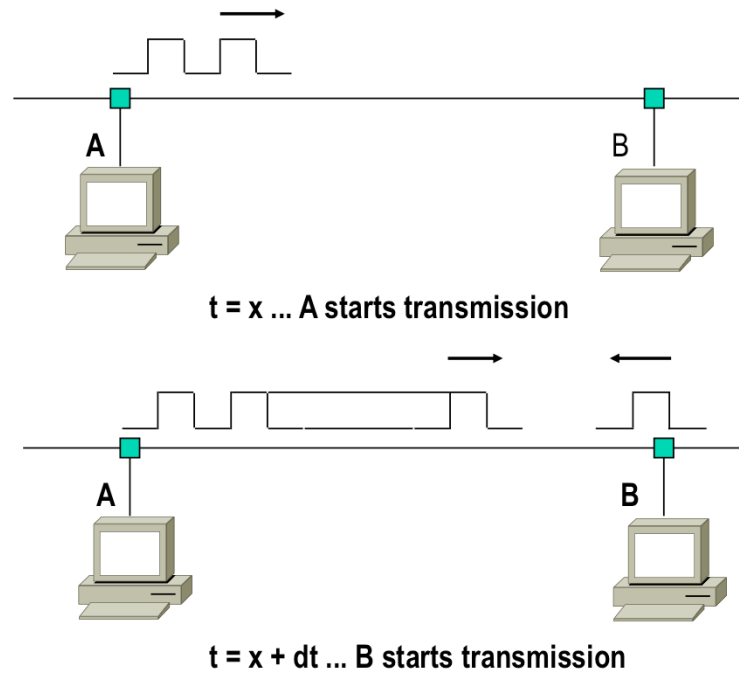 A
B
t = x ... A starts transmission
A
B
t = x + dt ... B starts transmission